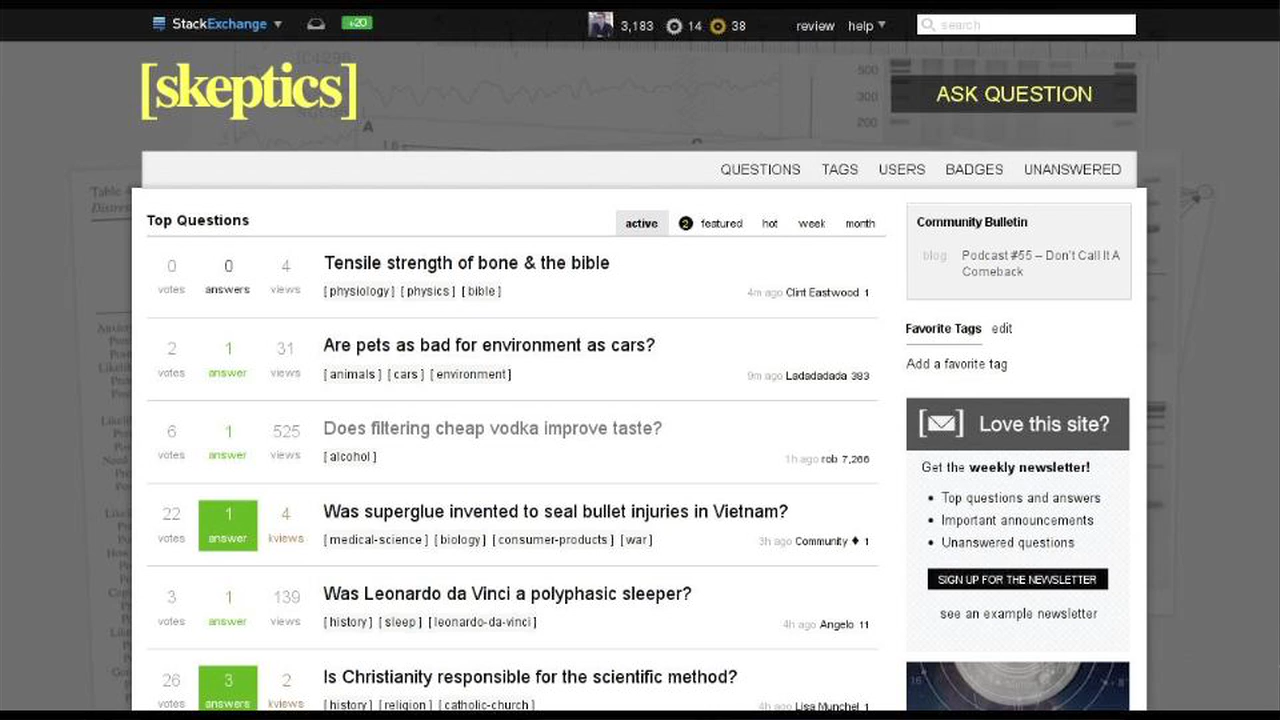 StackExchange +20 3,183 14 38 review help search
[skeptics]
ASK QUESTION
QUESTIONS TAGS USERS BADGES UNANSWERED
Top Questions
active 2 featured hot week month
0 votes 0 answers 4 views
Tensile strength of bone & the bible
[ physiology ] [ physics ] [ bible ]
4m ago Clint Eastwood 1
2 votes 1 answer 31 views
Are pets as bad for environment as cars?
[ animals ] [ cars ] [ environment ]
9m ago Ladadadada 383
6 votes 1 answer 525 views
Does filtering cheap vodka improve taste?
[ alcohol ]
1h ago rob 7,266
22 votes 1 answer 4 kviews
Was superglue invented to seal bullet injuries in Vietnam?
[ medical-science ] [ biology ] [ consumer-products ] [ war ]
3h ago Community ♦ 1
3 votes 1 answer 139 views
Was Leonardo da Vinci a polyphasic sleeper?
[ history ] [ sleep ] [ leonardo-da-vinci ]
4h ago Angelo 11
26 votes 3 answers 2 kviews
Is Christianity responsible for the scientific method?
[ history ] [ religion ] [ catholic-church ]
4h ago Lisa Munchel 1
Community Bulletin
blog Podcast #55 – Don't Call It A
Comeback
Favorite Tags edit
Add a favorite tag
Love this site?
Get the weekly newsletter!
• Top questions and answers
• Important announcements
• Unanswered questions
SIGN UP FOR THE NEWSLETTER
see an example newsletter
500
300
200
A